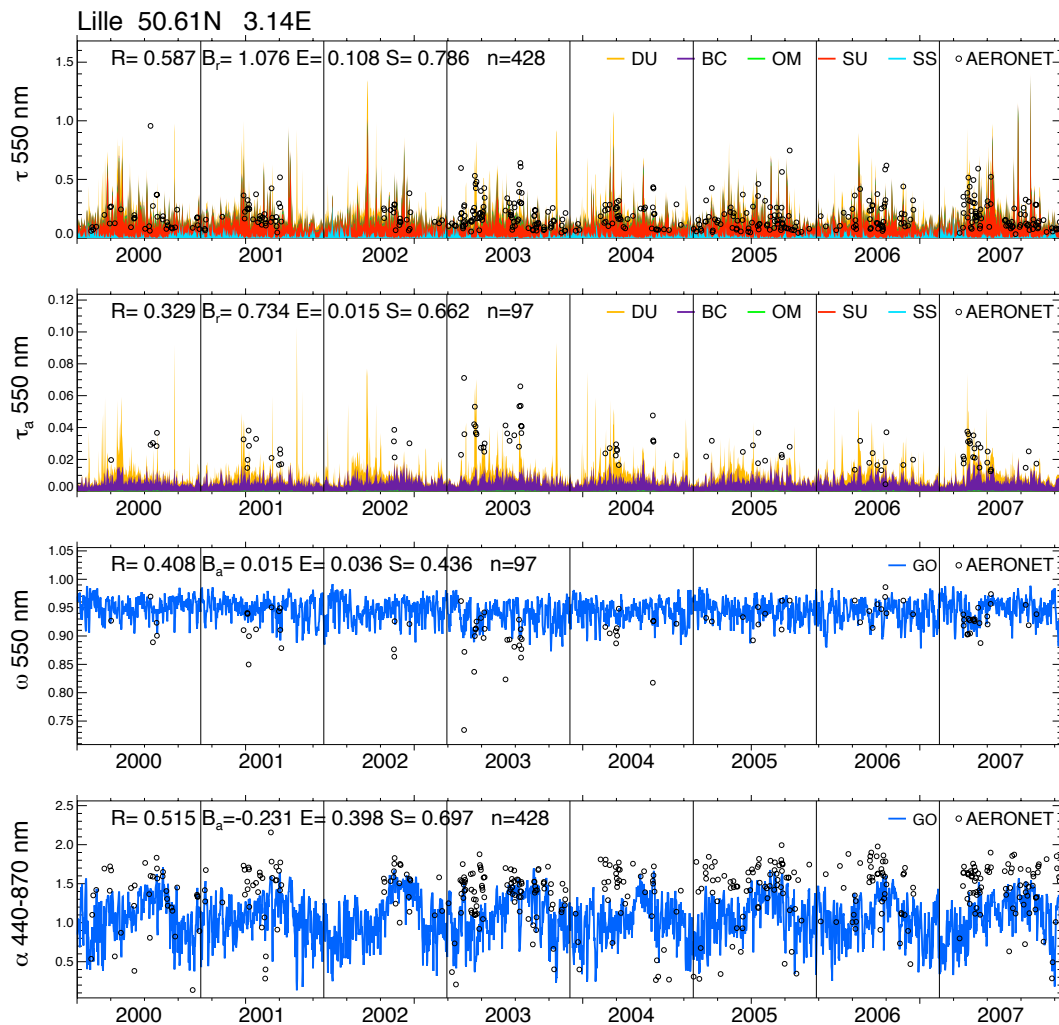 Lille 50.61N 3.14E
R= 0.587 Br= 1.076 E= 0.108 S= 0.786 n=428
DU BC OM SU SS AERONET
τ 550 nm
1.5
1.0
0.5
0.0
2000 2001 2002 2003 2004 2005 2006 2007
R= 0.329 Br= 0.734 E= 0.015 S= 0.662 n=97
DU BC OM SU SS AERONET
τa 550 nm
0.12
0.10
0.08
0.06
0.04
0.02
0.00
2000 2001 2002 2003 2004 2005 2006 2007
R= 0.408 Ba= 0.015 E= 0.036 S= 0.436 n=97
GO AERONET
ω 550 nm
1.05
1.00
0.95
0.90
0.85
0.80
0.75
2000 2001 2002 2003 2004 2005 2006 2007
R= 0.515 Ba=-0.231 E= 0.398 S= 0.697 n=428
GO AERONET
α 440-870 nm
2.5
2.0
1.5
1.0
0.5
2000 2001 2002 2003 2004 2005 2006 2007